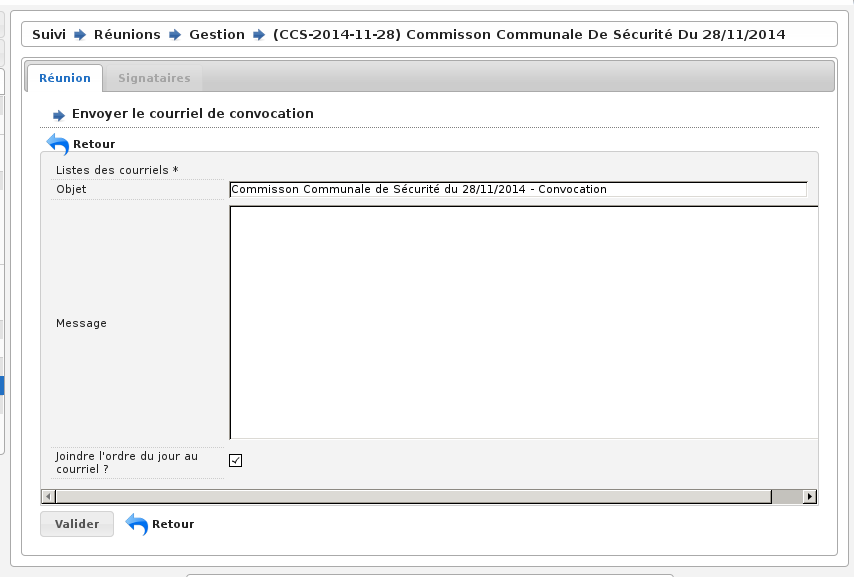 Suivi Réunions Gestion (CCS-2014-11-28) Commisson Communale De Sécurité Du 28/11/2014
Réunion Signataires
Envoyer le courriel de convocation
Retour
Listes des courriels *
Objet Commisson Communale de Sécurité du 28/11/2014 - Convocation
Message
Joindre l'ordre du jour au
courriel ?
Valider Retour